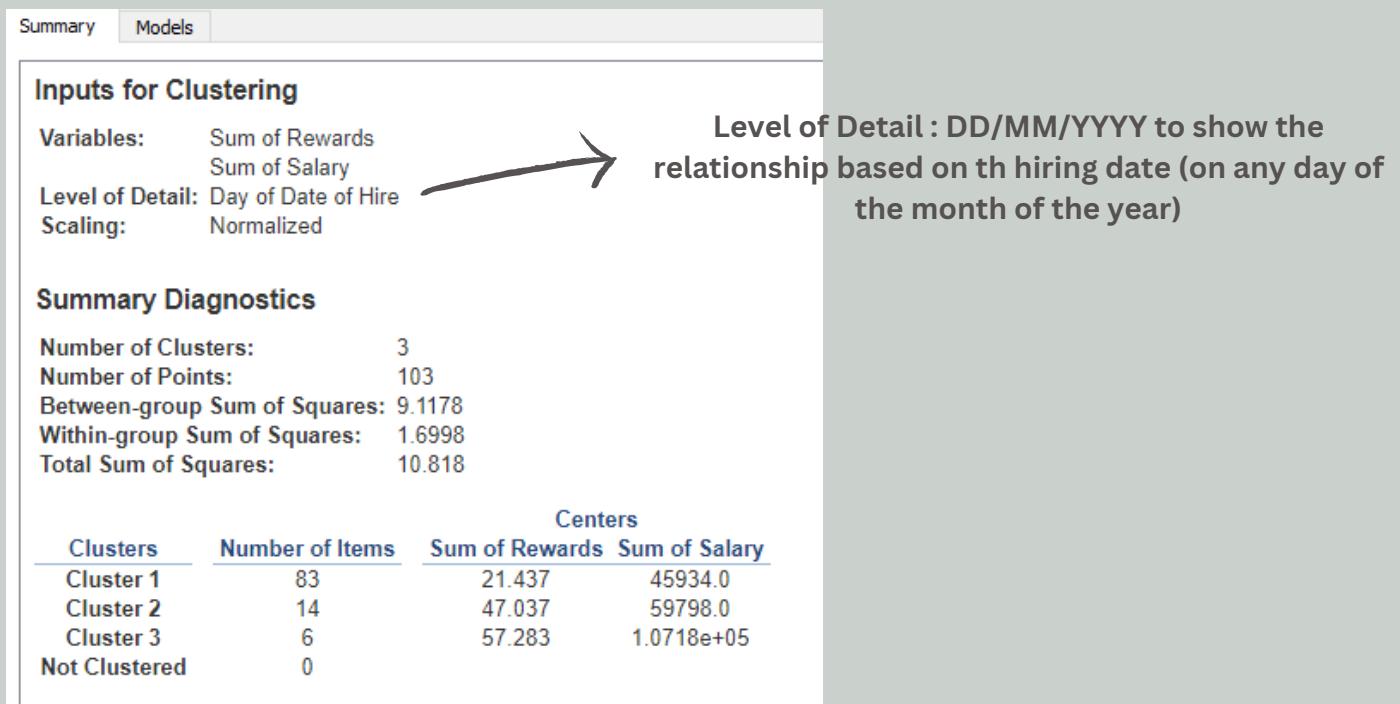 Summary Models
Inputs for Clustering
Variables: Sum of Rewards
Sum of Salary
Level of Detail: Day of Date of Hire
Scaling: Normalized
Level of Detail : DD/MM/YYYY to show the
relationship based on th hiring date (on any day of
the month of the year)
Summary Diagnostics
Number of Clusters: 3
Number of Points: 103
Between-group Sum of Squares: 9.1178
Within-group Sum of Squares: 1.6998
Total Sum of Squares: 10.818
Centers
Clusters Number of Items Sum of Rewards Sum of Salary
Cluster 1 83 21.437 45934.0
Cluster 2 14 47.037 59798.0
Cluster 3 6 57.283 1.0718e+05
Not Clustered 0